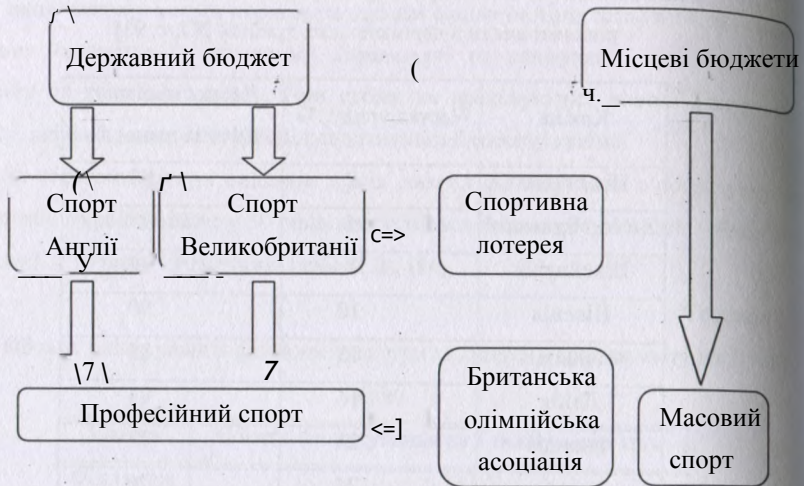 Державний бюджет
Місцеві бюджети
Спорт
Англії
Спорт
Великобританії
Спортивна
лотерея
Професійний спорт
Британська
олімпійська
асоціація
Масовий
спорт